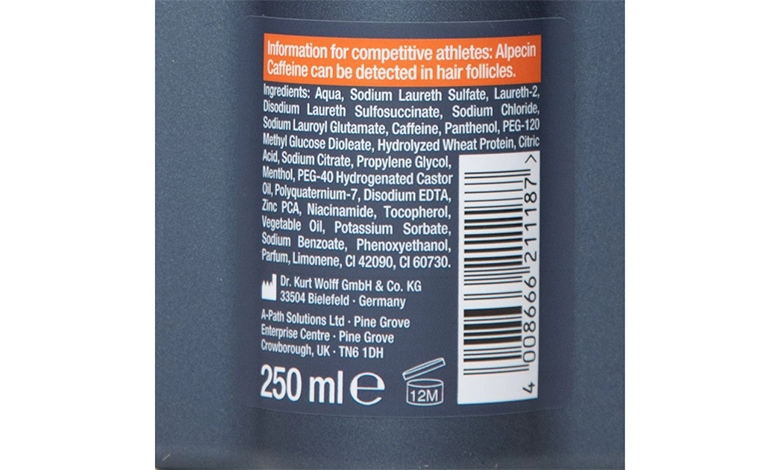 Information for competitive athletes: Alpecin
Caffeine can be detected in hair follicles.
Ingredients: Aqua, Sodium Laureth Sulfate, Laureth-2,
Disodium Laureth Sulfosuccinate, Sodium Chloride,
Sodium Lauroyl Glutamate, Caffeine, Panthenol, PEG-120
Methyl Glucose Dioleate, Hydrolyzed Wheat Protein, Citric
Acid, Sodium Citrate, Propylene Glycol,
Menthol, PEG-40 Hydrogenated Castor
Oil, Polyquaternium-7, Disodium EDTA,
Zinc PCA, Niacinamide, Tocopherol,
Vegetable Oil, Potassium Sorbate,
Sodium Benzoate, Phenoxyethanol,
Parfum, Limonene, CI 42090, CI 60730.
Dr. Kurt Wolff GmbH & Co. KG
33504 Bielefeld · Germany
A-Path Solutions Ltd · Pine Grove
Enterprise Centre · Pine Grove
Crowborough, UK · TN6 1DH
250 ml ℮
12M
4 008666 211187 >